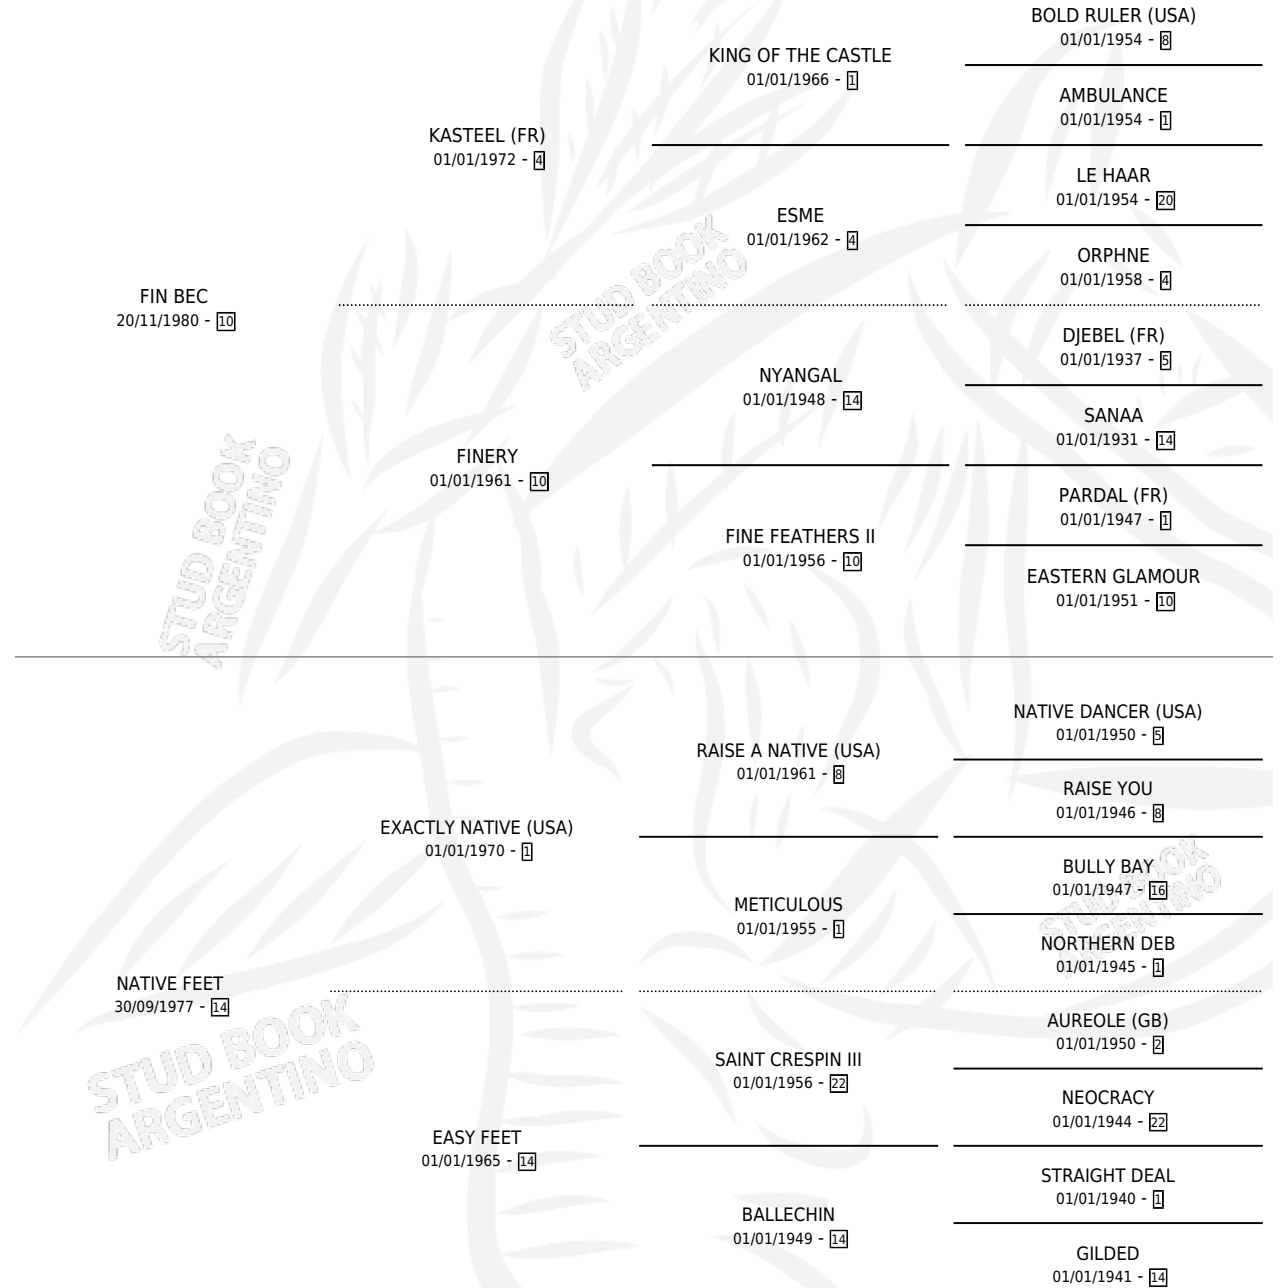 BOLD RULER (USA)
01/01/1954 - 8
KING OF THE CASTLE
01/01/1966 - 1
AMBULANCE
01/01/1954 - 1
KASTEEL (FR)
01/01/1972 - 4
LE HAAR
01/01/1954 - 20
ESME
01/01/1962 - 4
ORPHNE
01/01/1958 - 4
FIN BEC
20/11/1980 - 10
STUD BOOK
ARGENTINO
DJEBEL (FR)
01/01/1937 - 5
NYANGAL
01/01/1948 - 14
SANAA
01/01/1931 - 14
FINERY
01/01/1961 - 10
PARDAL (FR)
01/01/1947 - 1
FINE FEATHERS II
01/01/1956 - 10
EASTERN GLAMOUR
01/01/1951 - 10
STUD BOOK
ARGENTINO
NATIVE DANCER (USA)
01/01/1950 - 5
RAISE A NATIVE (USA)
01/01/1961 - 8
RAISE YOU
01/01/1946 - 8
EXACTLY NATIVE (USA)
01/01/1970 - 1
BULLY BAY
01/01/1947 - 16
METICULOUS
01/01/1955 - 1
NORTHERN DEB
01/01/1945 - 1
STUD BOOK
ARGENTINO
NATIVE FEET
30/09/1977 - 14
AUREOLE (GB)
01/01/1950 - 2
SAINT CRESPIN III
01/01/1956 - 22
NEOCRACY
01/01/1944 - 22
STUD BOOK
ARGENTINO
EASY FEET
01/01/1965 - 14
STRAIGHT DEAL
01/01/1940 - 1
BALLECHIN
01/01/1949 - 14
GILDED
01/01/1941 - 14